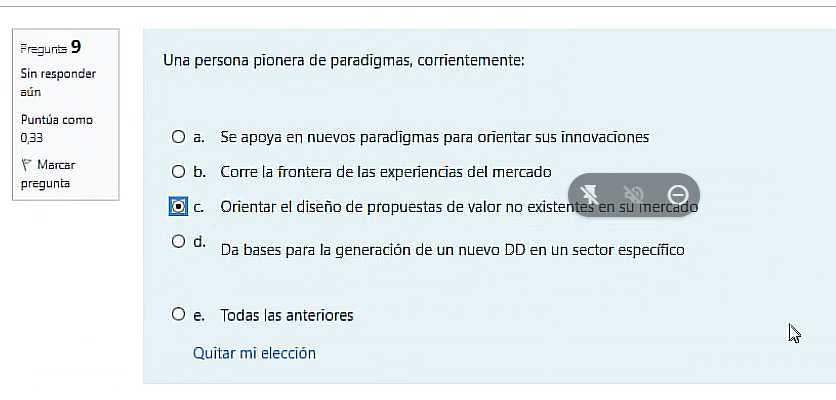 Pregunta 9
Sin responder
aún
Puntúa como
0,33
Marcar
pregunta
Una persona pionera de paradigmas, corrientemente:
a. Se apoya en nuevos paradigmas para orientar sus innovaciones
b. Corre la frontera de las experiencias del mercado
c. Orientar el diseño de propuestas de valor no existentes en su mercado
d. Da bases para la generación de un nuevo DD en un sector específico
e. Todas las anteriores
Quitar mi elección